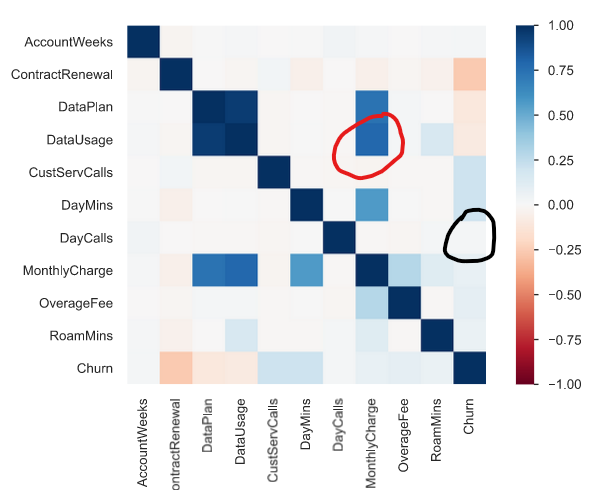 AccountWeeks
ContractRenewal
DataPlan
DataUsage
CustServCalls
DayMins
DayCalls
MonthlyCharge
OverageFee
RoamMins
Churn
1.00
0.75
0.50
0.25
0.00
−0.25
−0.50
−0.75
−1.00
AccountWeeks
ontractRenewal
DataPlan
DataUsage
CustServCalls
DayMins
DayCalls
MonthlyCharge
OverageFee
RoamMins
Churn